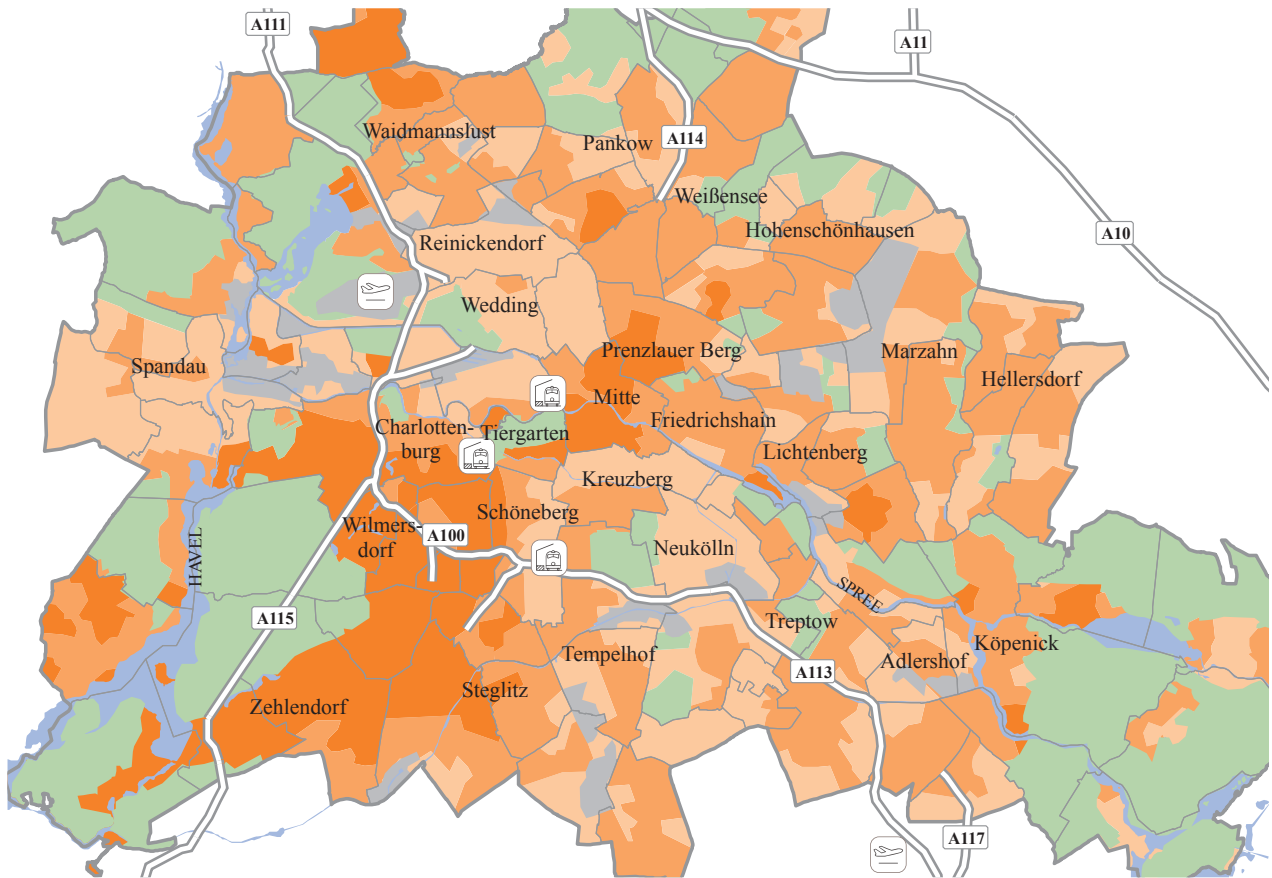 A111
A11
Waidmannslust
Pankow
A114
Weißensee
Hohenschönhausen
A10
Reinickendorf
Wedding
Spandau
Prenzlauer Berg
Marzahn
Hellersdorf
Mitte
Friedrichshain
Charlotten-
burg
Tiergarten
Lichtenberg
Kreuzberg
Schöneberg
Wilmers-
dorf
A100
Neukölln
HAVEL
SPREE
A115
Treptow
Köpenick
Tempelhof
Adlershof
A113
Steglitz
Zehlendorf
A117